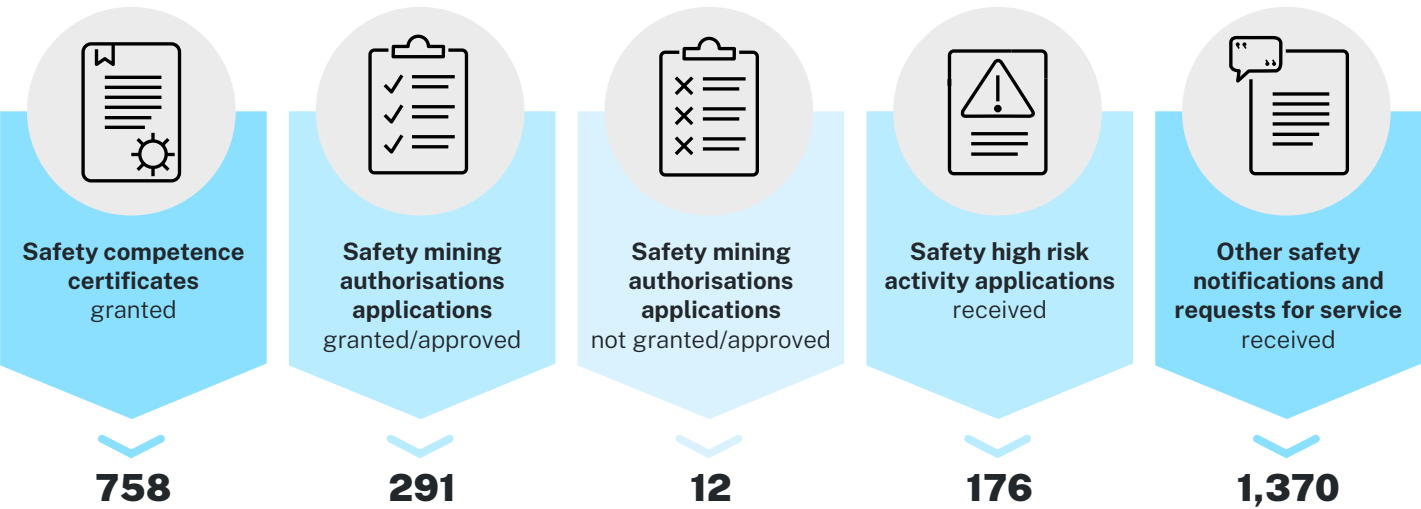 Safety competence
certificates
granted
758
Safety mining
authorisations
applications
granted/approved
291
Safety mining
authorisations
applications
not granted/approved
12
Safety high risk
activity applications
received
176
Other safety
notifications and
requests for service
received
1,370